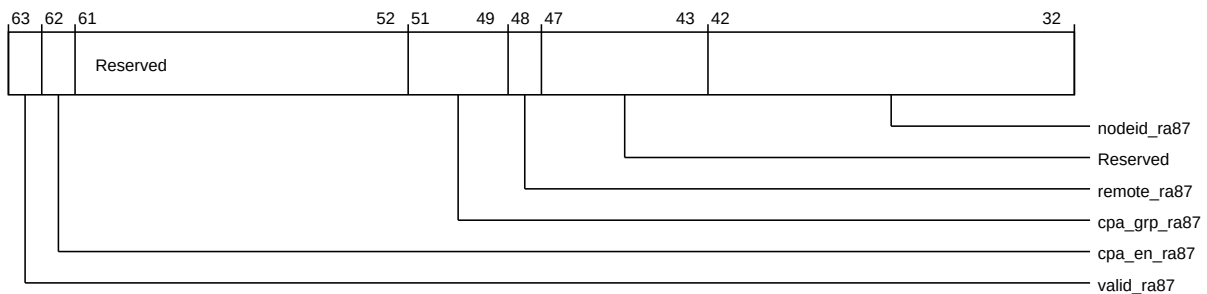 63 62 61 52 51 49 48 47 43 42 32
Reserved
nodeid_ra87
Reserved
remote_ra87
cpa_grp_ra87
cpa_en_ra87
valid_ra87